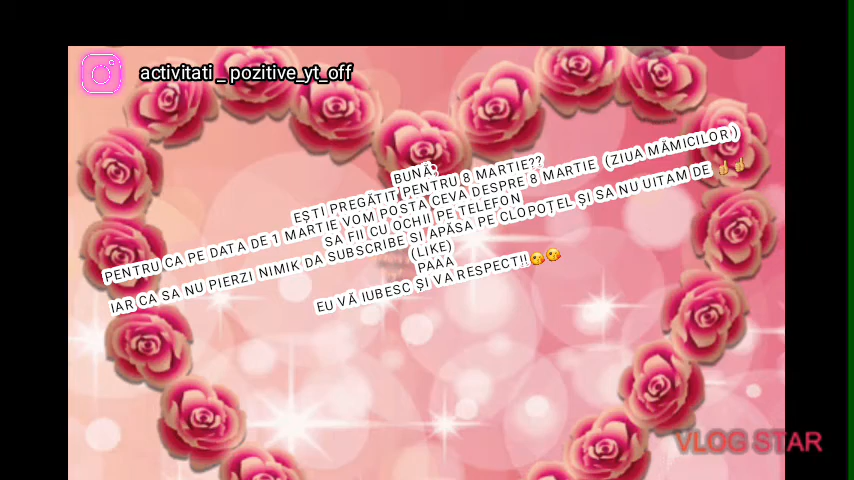 activitati _ pozitive_yt_off
BUNĂ;
EȘTI PREGĂTIT PENTRU 8 MARTIE??
PENTRU CA PE DATA DE 1 MARTIE VOM POSTA CEVA DESPRE 8 MARTIE (ZIUA MĂMICILOR)
SA FII CU OCHII PE TELEFON
IAR CA SA NU PIERZI NIMIK DA SUBSCRIBE SI APĂSA PE CLOPOȚEL ȘI SA NU UITAM DE ☝️☝️
(LIKE)
PAAA
EU VĂ IUBESC ȘI VA RESPECT!!😘😘
VLOG STAR